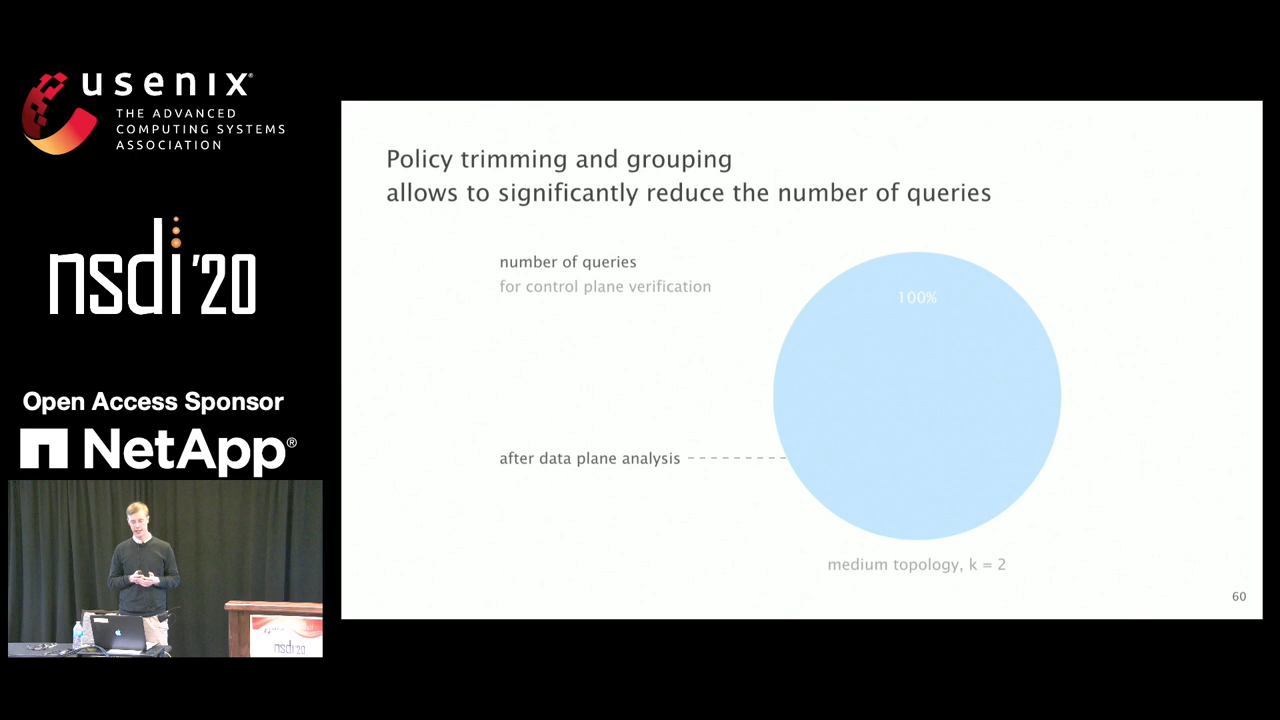 usenix®
THE ADVANCED
COMPUTING SYSTEMS
ASSOCIATION
nsdi '20
Open Access Sponsor
NetApp®
Policy trimming and grouping
allows to significantly reduce the number of queries
number of queries
for control plane verification
100%
after data plane analysis
medium topology, k = 2
60
nsdi '20